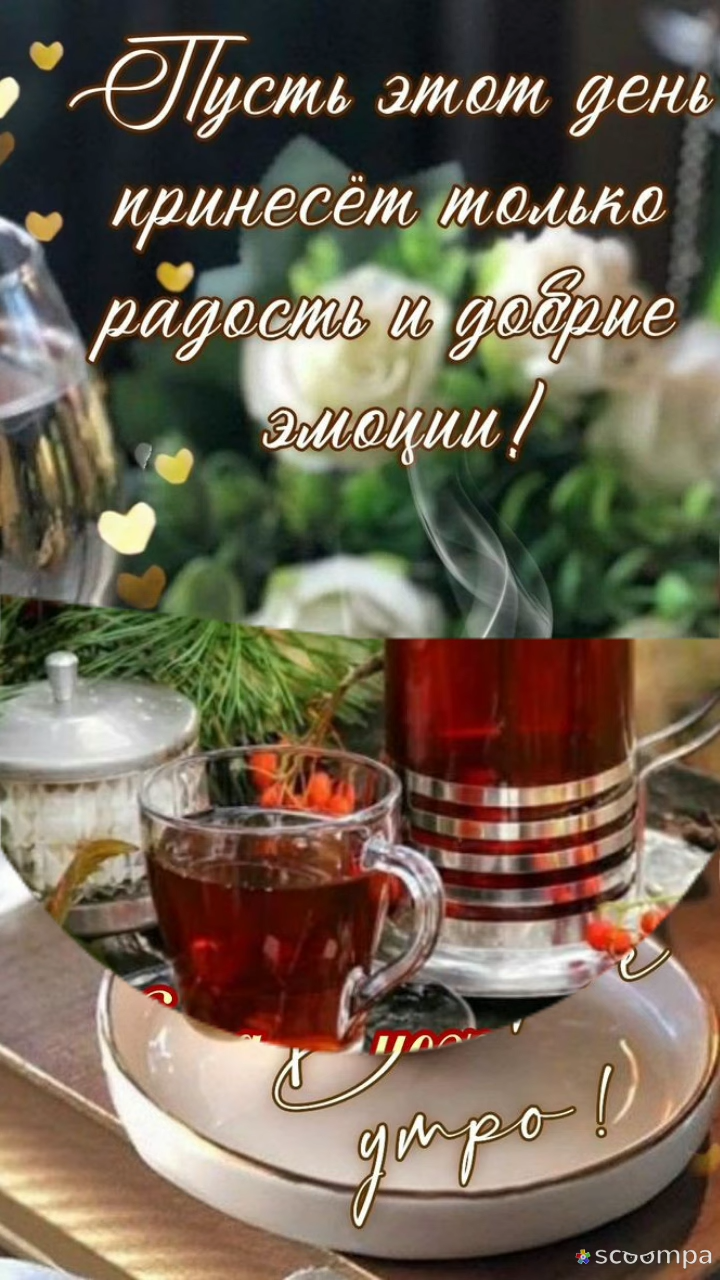 Пусть этот день
принесёт только
радость и добрые
эмоции!
утро!
scoompa